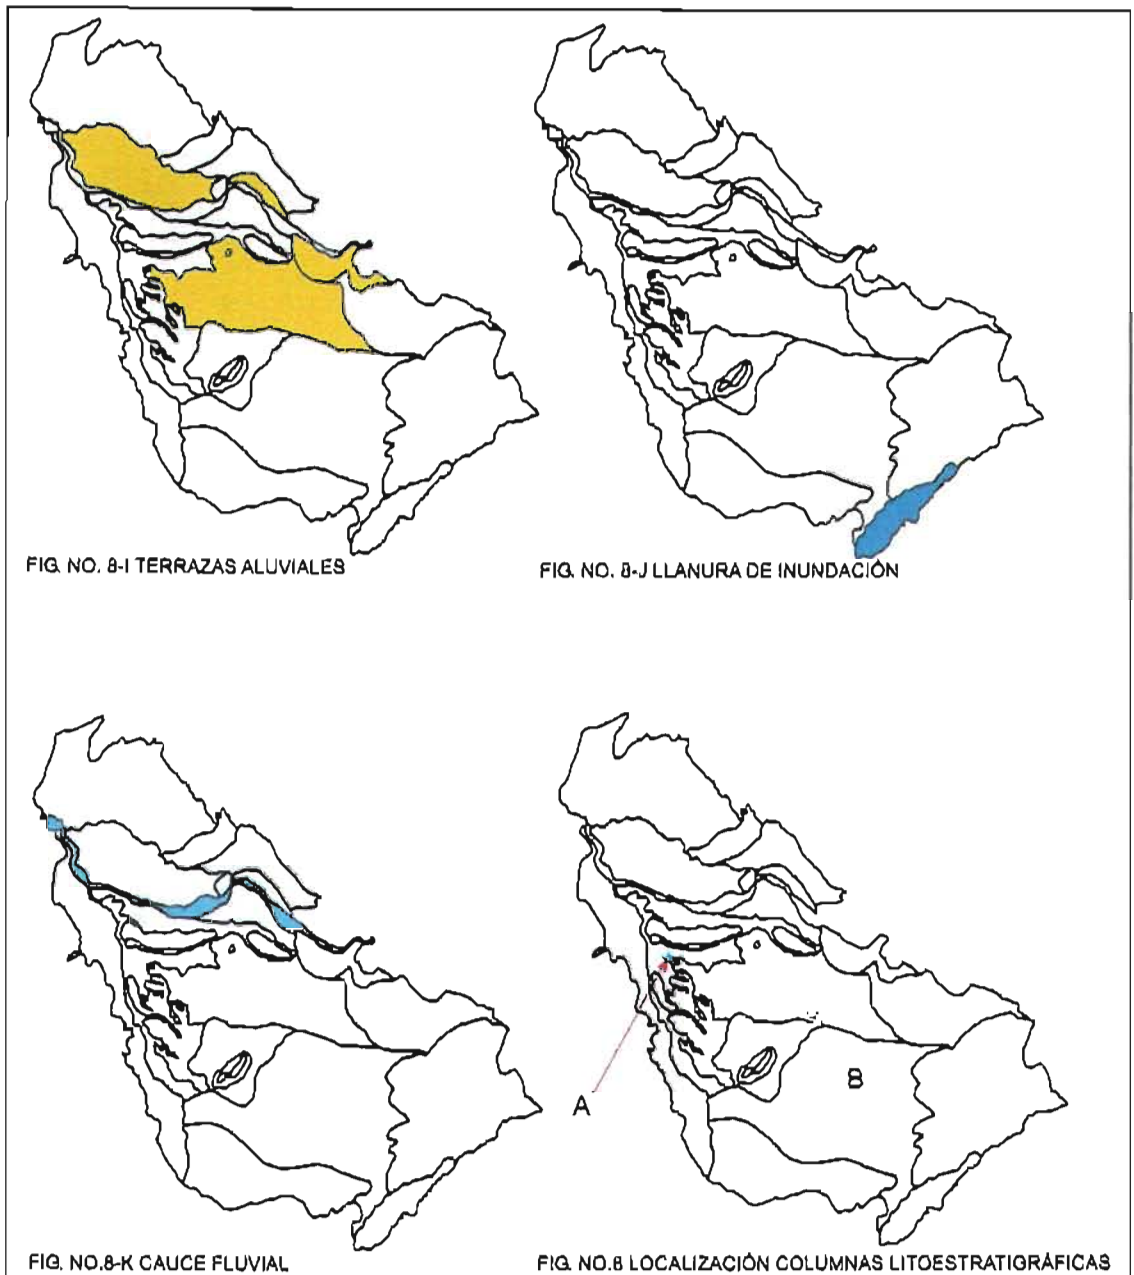 FIG. NO. 8-I TERRAZAS ALUVIALES
FIG. NO. 8-J LLANURA DE INUNDACIÓN
A
B
FIG. NO.8-K CAUCE FLUVIAL
FIG. NO.8 LOCALIZACIÓN COLUMNAS LITOESTRATIGRÁFICAS